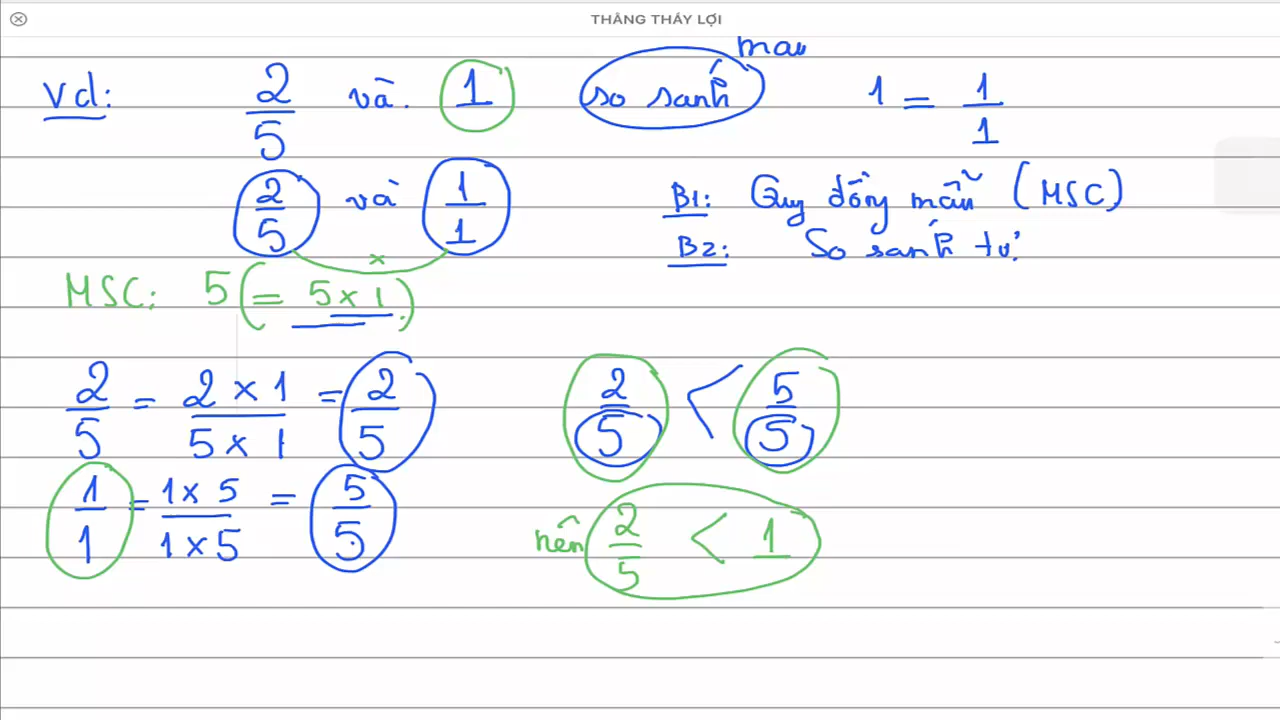 THẮNG THẦY LỢI
mẫu
Vd: 2/5 và 1 so sánh 1 = 1/1
2/5 và 1/1
B1: Quy đồng mẫu (MSC)
B2: So sánh tử
×
MSC: 5 (= 5 x 1)
2/5 = 2 x 1 / 5 x 1 = 2/5
2/5 < 5/5
1/1 = 1 x 5 / 1 x 5 = 5/5
nên 2/5 < 1